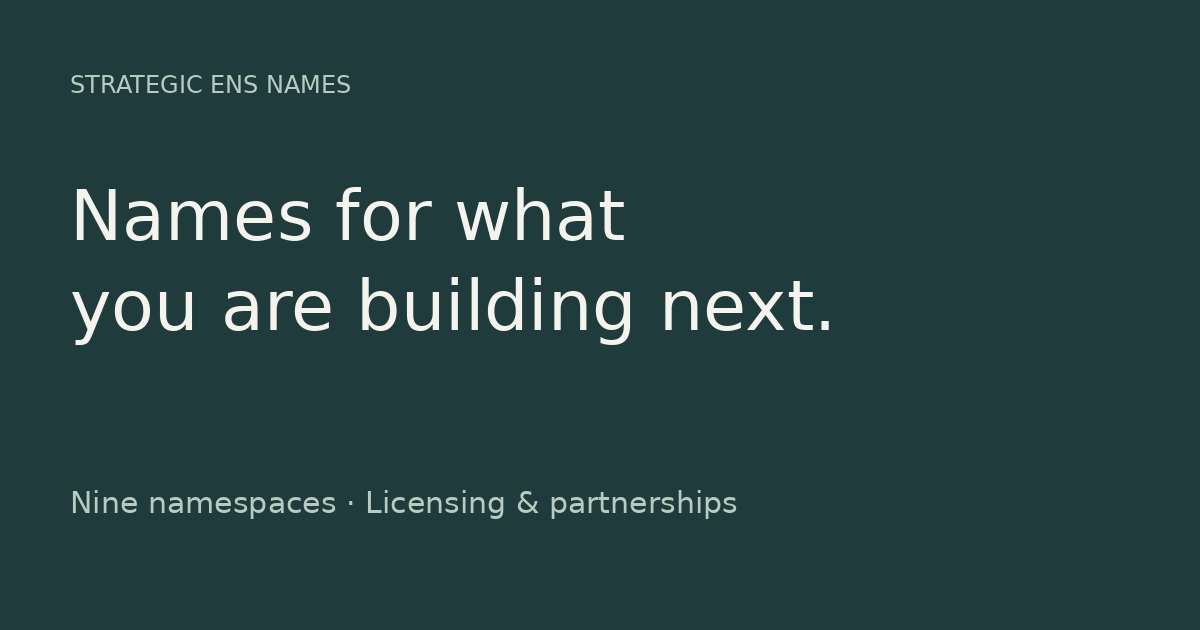 STRATEGIC ENS NAMES
Names for what
you are building next.
Nine namespaces · Licensing & partnerships